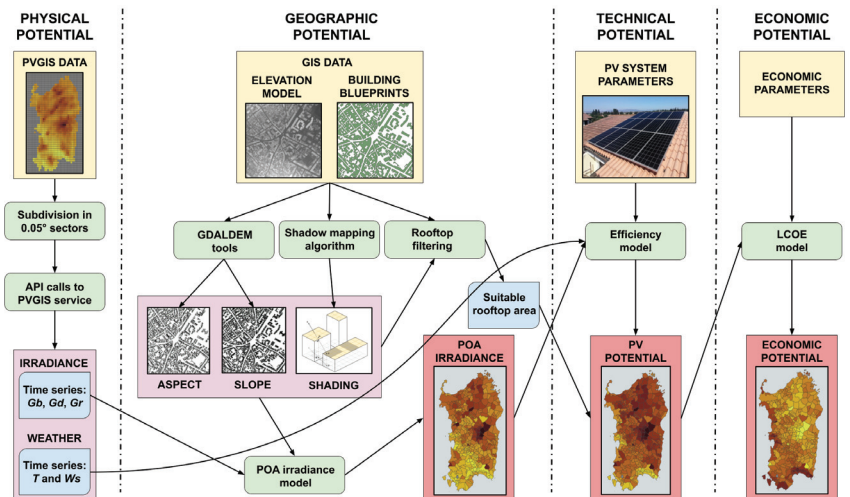 PHYSICAL
POTENTIAL
PVGIS DATA
Subdivision in
0.05° sectors
API calls to
PVGIS service
IRRADIANCE
Time series:
Gb, Gd, Gr
WEATHER
Time series:
T and Ws
GEOGRAPHIC
POTENTIAL
GIS DATA
ELEVATION
MODEL
BUILDING
BLUEPRINTS
GDALDEM
tools
Shadow mapping
algorithm
Rooftop
filtering
ASPECT
SLOPE
SHADING
Suitable
rooftop area
POA irradiance
model
POA
IRRADIANCE
TECHNICAL
POTENTIAL
PV SYSTEM
PARAMETERS
Efficiency
model
PV
POTENTIAL
ECONOMIC
POTENTIAL
ECONOMIC
PARAMETERS
LCOE
model
ECONOMIC
POTENTIAL